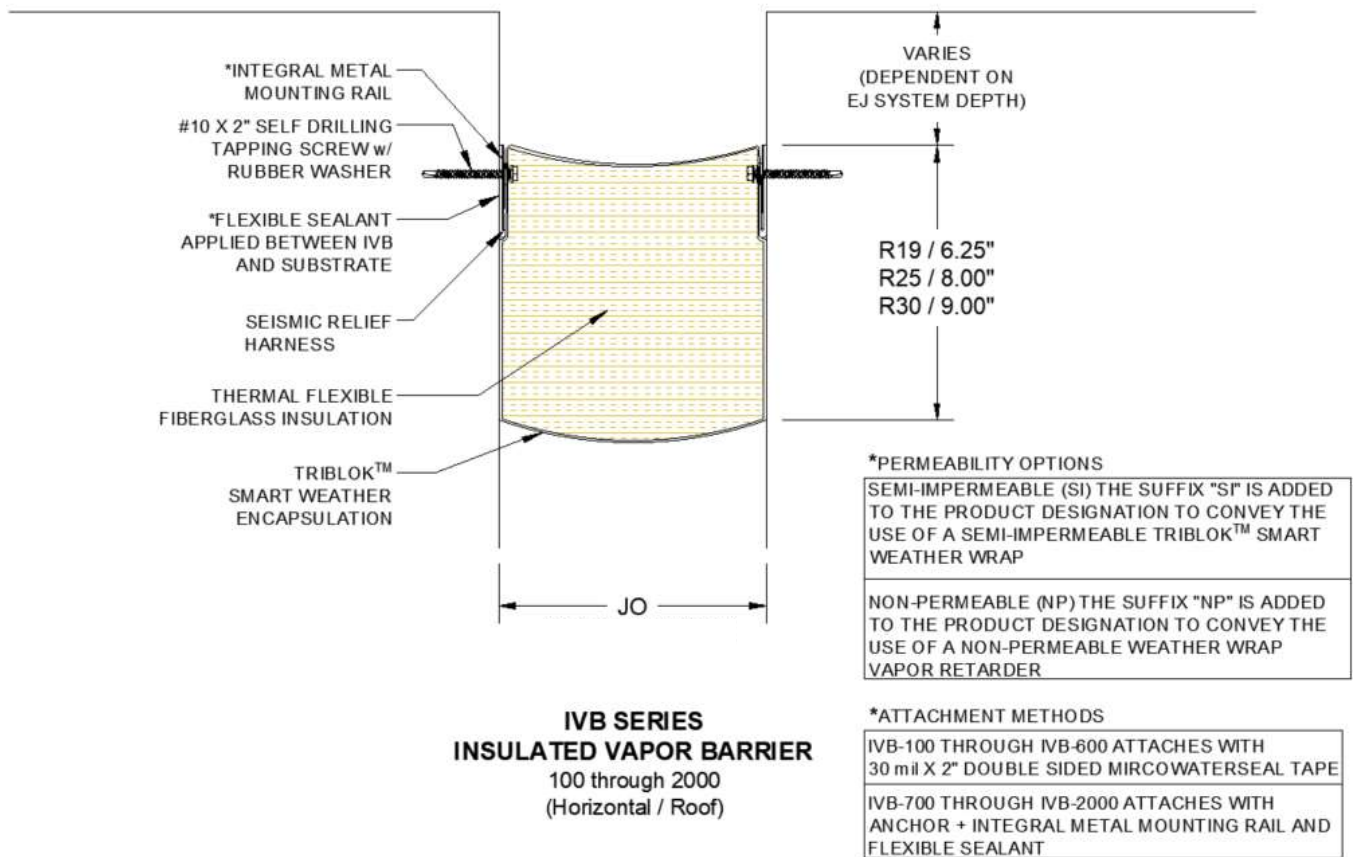 *INTEGRAL METAL
MOUNTING RAIL
#10 X 2" SELF DRILLING
TAPPING SCREW w/
RUBBER WASHER
*FLEXIBLE SEALANT
APPLIED BETWEEN IVB
AND SUBSTRATE
SEISMIC RELIEF
HARNESS
THERMAL FLEXIBLE
FIBERGLASS INSULATION
TRIBLOK™
SMART WEATHER
ENCAPSULATION
VARIES
(DEPENDENT ON
EJ SYSTEM DEPTH)
R19 / 6.25"
R25 / 8.00"
R30 / 9.00"
JO
*PERMEABILITY OPTIONS
SEMI-IMPERMEABLE (SI) THE SUFFIX "SI" IS ADDED
TO THE PRODUCT DESIGNATION TO CONVEY THE
USE OF A SEMI-IMPERMEABLE TRIBLOK™ SMART
WEATHER WRAP
NON-PERMEABLE (NP) THE SUFFIX "NP" IS ADDED
TO THE PRODUCT DESIGNATION TO CONVEY THE
USE OF A NON-PERMEABLE WEATHER WRAP
VAPOR RETARDER
IVB SERIES
INSULATED VAPOR BARRIER
100 through 2000
(Horizontal / Roof)
*ATTACHMENT METHODS
IVB-100 THROUGH IVB-600 ATTACHES WITH
30 mil X 2" DOUBLE SIDED MIRCOWATERSEAL TAPE
IVB-700 THROUGH IVB-2000 ATTACHES WITH
ANCHOR + INTEGRAL METAL MOUNTING RAIL AND
FLEXIBLE SEALANT